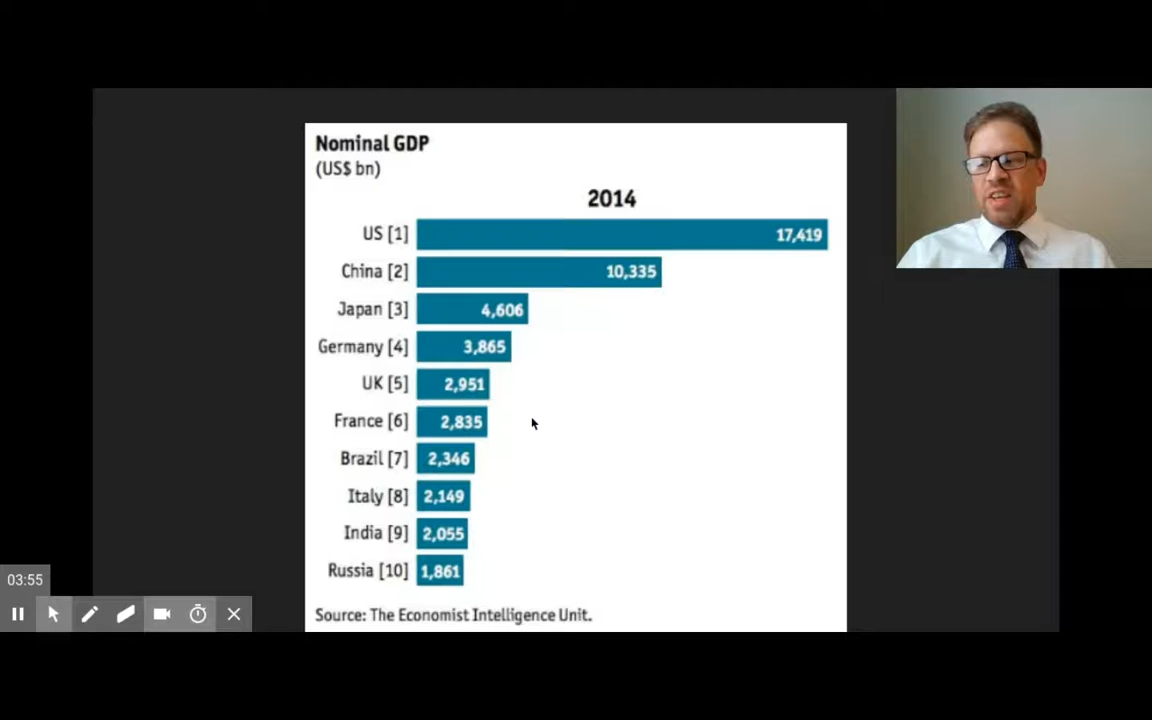 Nominal GDP
(US$ bn)
2014
US [1] 17,419
China [2] 10,335
Japan [3] 4,606
Germany [4] 3,865
UK [5] 2,951
France [6] 2,835
Brazil [7] 2,346
Italy [8] 2,149
India [9] 2,055
Russia [10] 1,861
Source: The Economist Intelligence Unit.
03:55